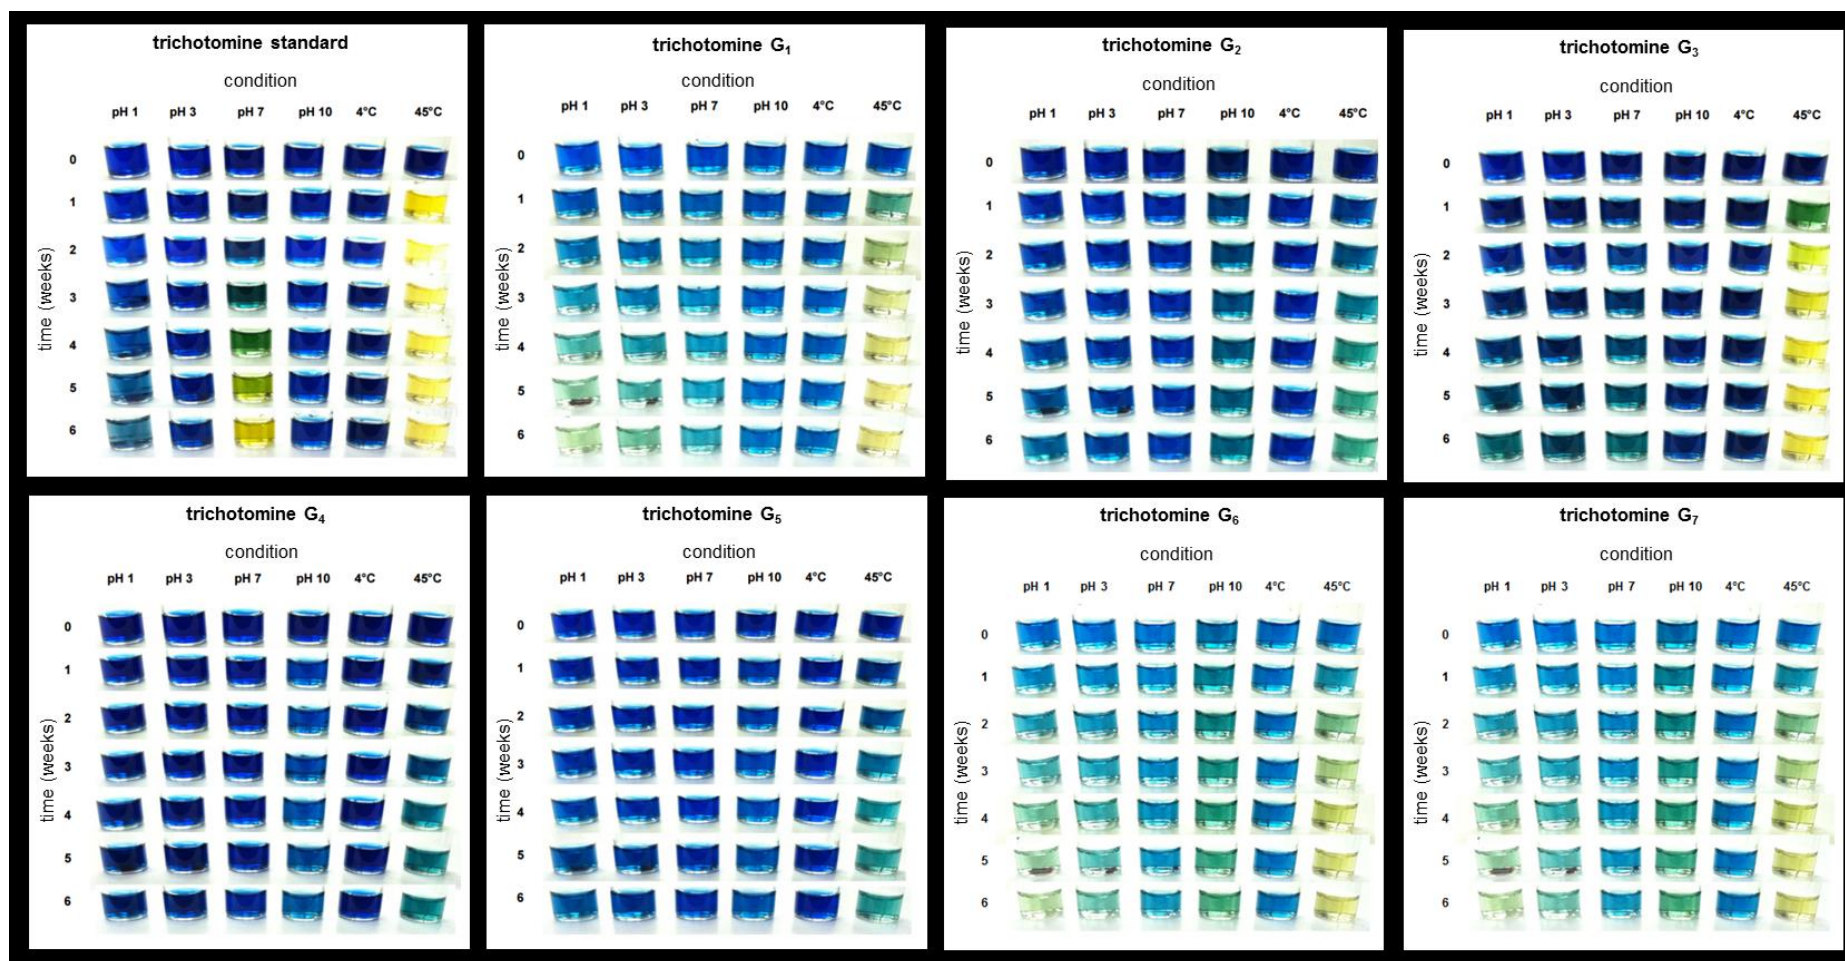 trichotomine standard
condition
pH 1 pH 3 pH 7 pH 10 4°C 45°C
time (weeks)
0
1
2
3
4
5
6
trichotomine G₁
condition
pH 1 pH 3 pH 7 pH 10 4°C 45°C
time (weeks)
0
1
2
3
4
5
6
trichotomine G₂
condition
pH 1 pH 3 pH 7 pH 10 4°C 45°C
time (weeks)
0
1
2
3
4
5
6
trichotomine G₃
condition
pH 1 pH 3 pH 7 pH 10 4°C 45°C
time (weeks)
0
1
2
3
4
5
6
trichotomine G₄
condition
pH 1 pH 3 pH 7 pH 10 4°C 45°C
time (weeks)
0
1
2
3
4
5
6
trichotomine G₅
condition
pH 1 pH 3 pH 7 pH 10 4°C 45°C
time (weeks)
0
1
2
3
4
5
6
trichotomine G₆
condition
pH 1 pH 3 pH 7 pH 10 4°C 45°C
time (weeks)
0
1
2
3
4
5
6
trichotomine G₇
condition
pH 1 pH 3 pH 7 pH 10 4°C 45°C
time (weeks)
0
1
2
3
4
5
6